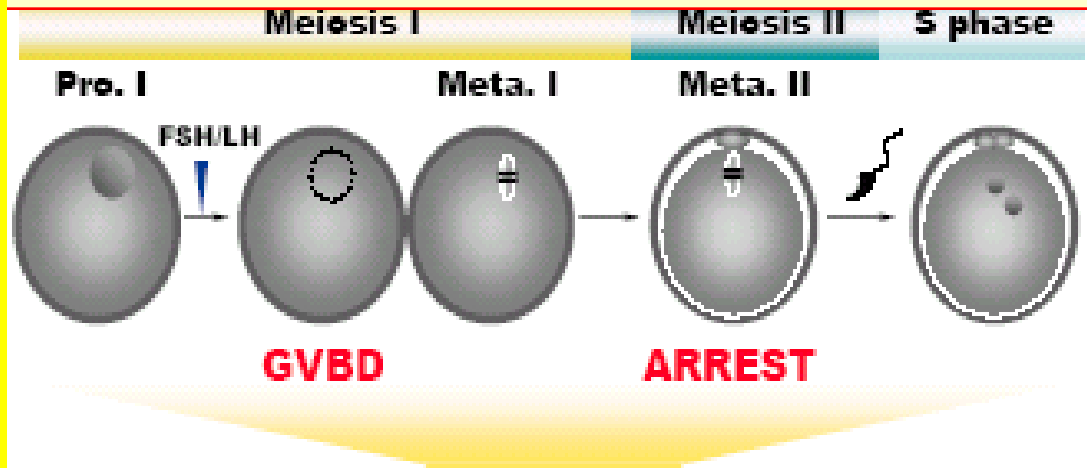 Meiosis I Meiosis II S phase
Pro. I Meta. I Meta. II
FSH/LH
GVBD ARREST